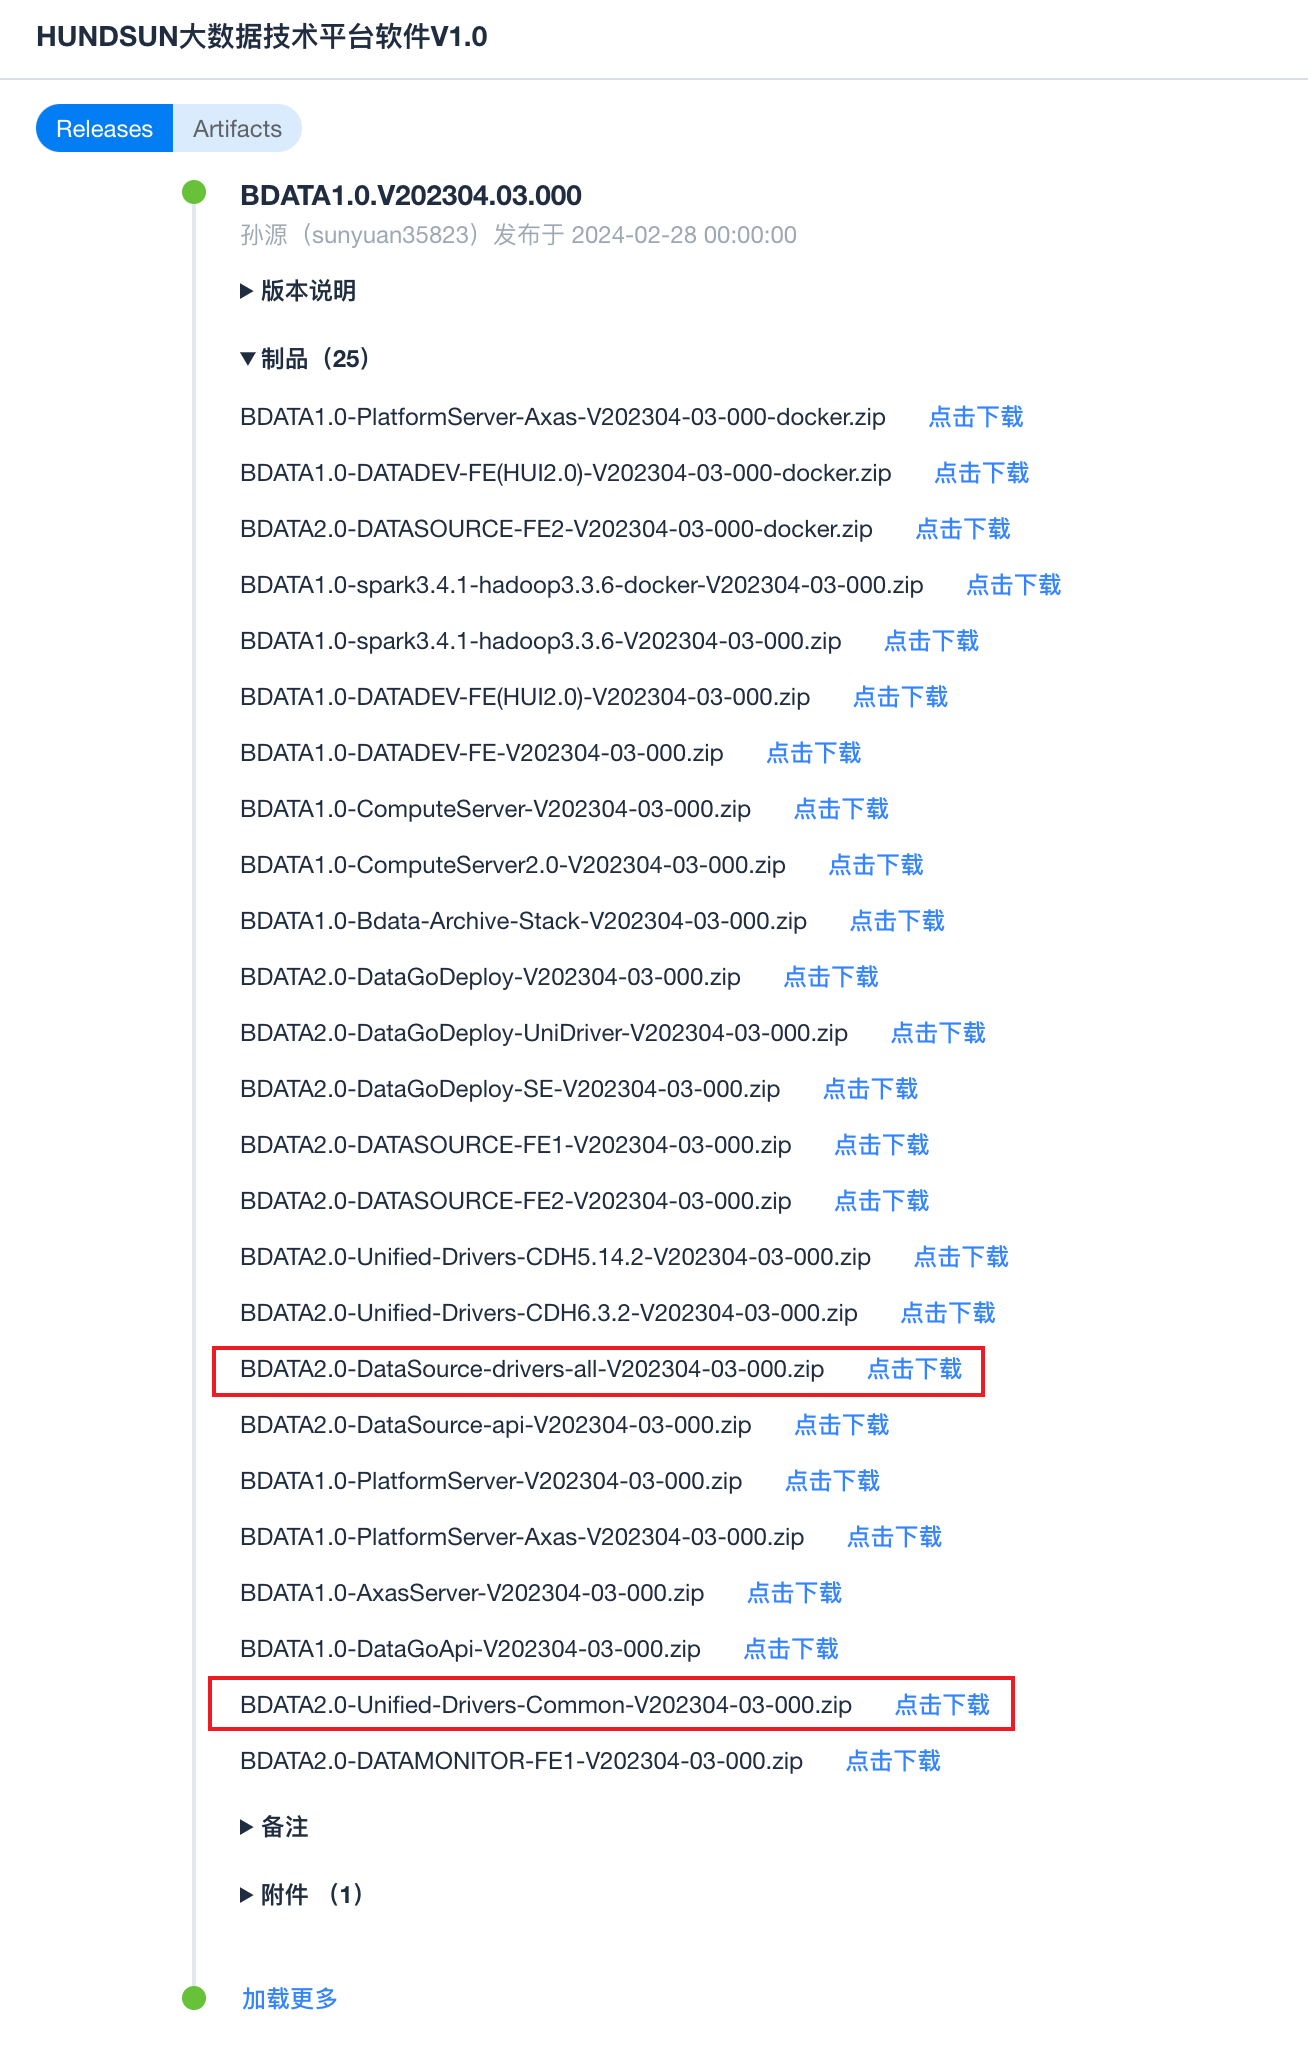 HUNDSUN大数据技术平台软件V1.0
Releases Artifacts
BDATA1.0.V202304.03.000
孙源（sunyuan35823）发布于 2024-02-28 00:00:00
▶ 版本说明
▼ 制品（25）
BDATA1.0-PlatformServer-Axas-V202304-03-000-docker.zip 点击下载
BDATA1.0-DATADEV-FE(HUI2.0)-V202304-03-000-docker.zip 点击下载
BDATA2.0-DATASOURCE-FE2-V202304-03-000-docker.zip 点击下载
BDATA1.0-spark3.4.1-hadoop3.3.6-docker-V202304-03-000.zip 点击下载
BDATA1.0-spark3.4.1-hadoop3.3.6-V202304-03-000.zip 点击下载
BDATA1.0-DATADEV-FE(HUI2.0)-V202304-03-000.zip 点击下载
BDATA1.0-DATADEV-FE-V202304-03-000.zip 点击下载
BDATA1.0-ComputeServer-V202304-03-000.zip 点击下载
BDATA1.0-ComputeServer2.0-V202304-03-000.zip 点击下载
BDATA1.0-Bdata-Archive-Stack-V202304-03-000.zip 点击下载
BDATA2.0-DataGoDeploy-V202304-03-000.zip 点击下载
BDATA2.0-DataGoDeploy-UniDriver-V202304-03-000.zip 点击下载
BDATA2.0-DataGoDeploy-SE-V202304-03-000.zip 点击下载
BDATA2.0-DATASOURCE-FE1-V202304-03-000.zip 点击下载
BDATA2.0-DATASOURCE-FE2-V202304-03-000.zip 点击下载
BDATA2.0-Unified-Drivers-CDH5.14.2-V202304-03-000.zip 点击下载
BDATA2.0-Unified-Drivers-CDH6.3.2-V202304-03-000.zip 点击下载
BDATA2.0-DataSource-drivers-all-V202304-03-000.zip 点击下载
BDATA2.0-DataSource-api-V202304-03-000.zip 点击下载
BDATA1.0-PlatformServer-V202304-03-000.zip 点击下载
BDATA1.0-PlatformServer-Axas-V202304-03-000.zip 点击下载
BDATA1.0-AxasServer-V202304-03-000.zip 点击下载
BDATA1.0-DataGoApi-V202304-03-000.zip 点击下载
BDATA2.0-Unified-Drivers-Common-V202304-03-000.zip 点击下载
BDATA2.0-DATAMONITOR-FE1-V202304-03-000.zip 点击下载
▶ 备注
▶ 附件 （1）
加载更多